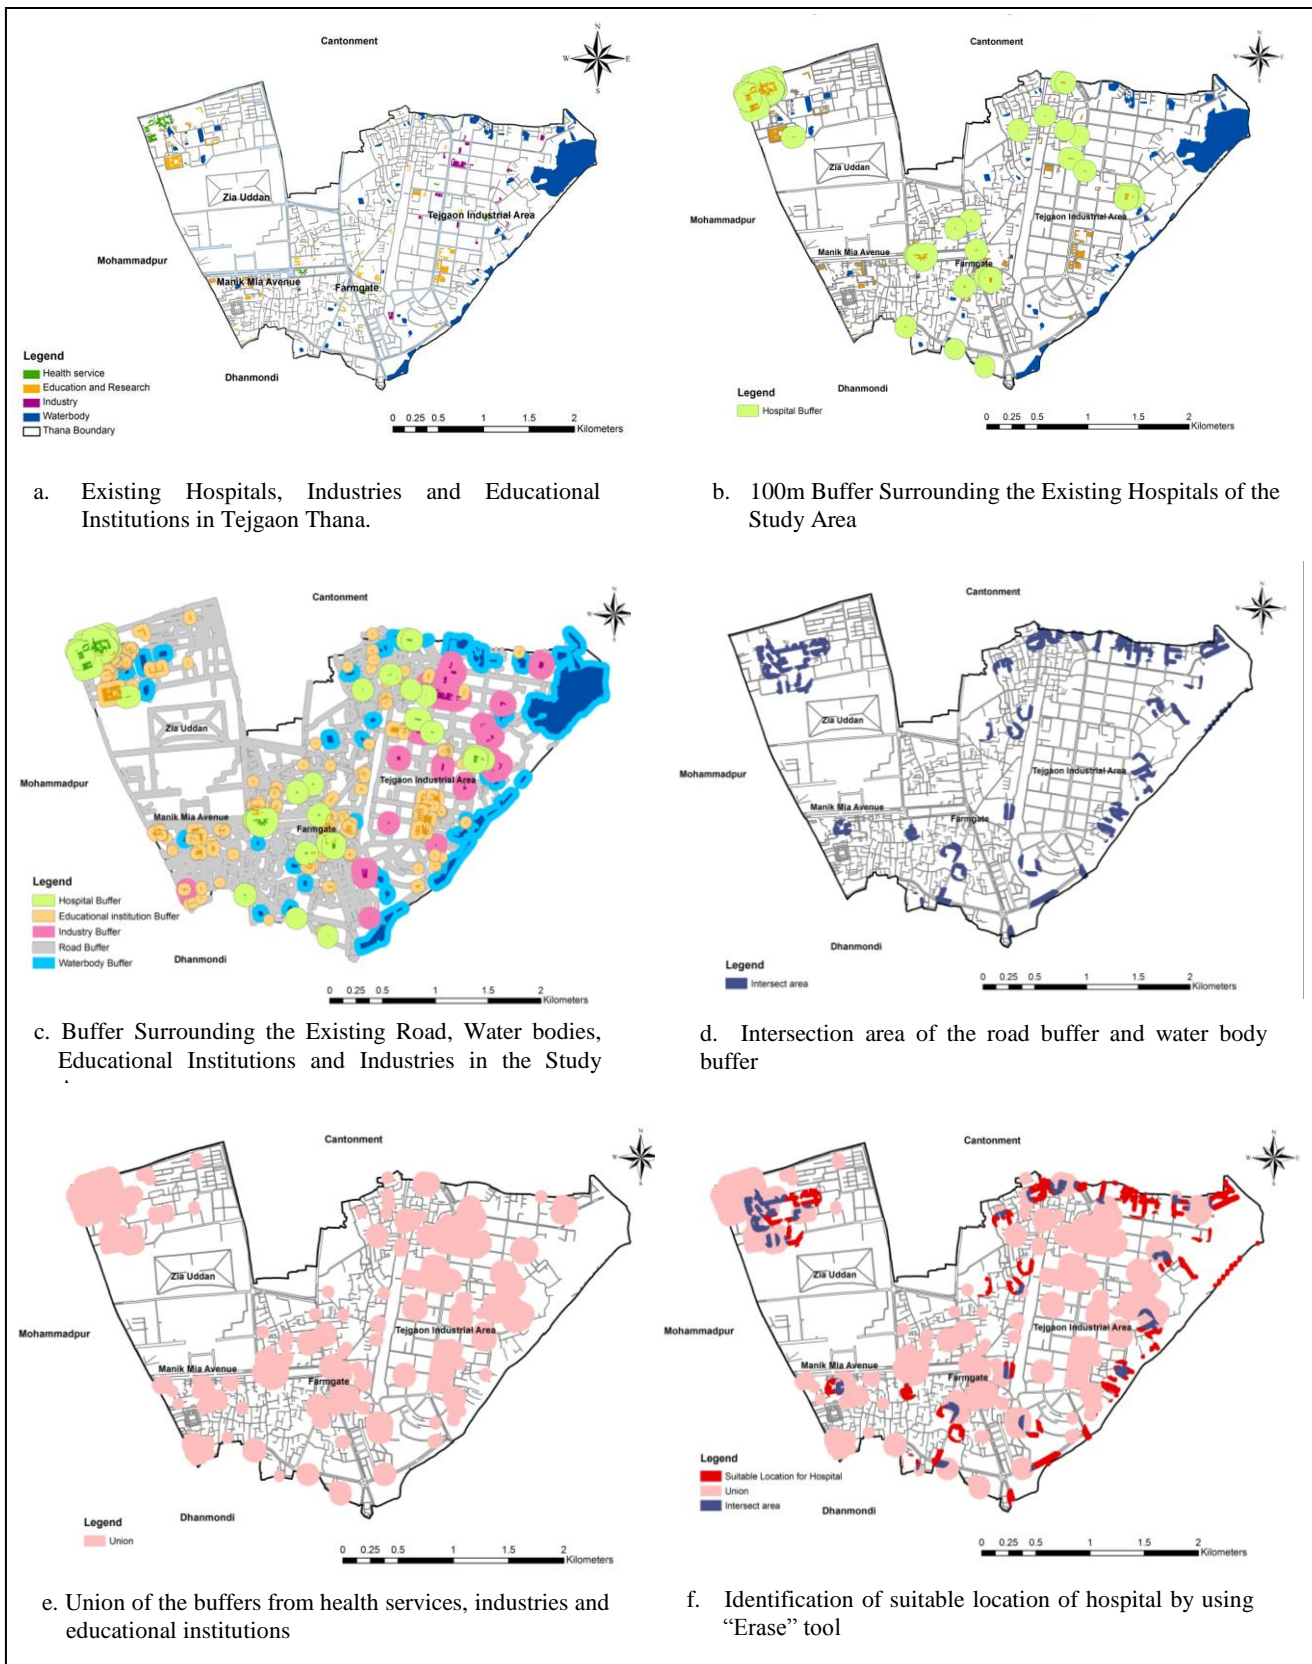 Cantonment
N
W
E
S
Zia Uddan
Tejgaon Industrial Area
Mohammadpur
Manik Mia Avenue
Farmgate
Legend
Health service
Education and Research
Industry
Waterbody
Thana Boundary
Dhanmondi
0 0.25 0.5 1 1.5 2
Kilometers
a. Existing Hospitals, Industries and Educational
Institutions in Tejgaon Thana.
Cantonment
Zia Uddan
Mohammadpur
Tejgaon Industrial Area
Manik Mia Avenue
Farmgate
Dhanmondi
Legend
Hospital Buffer
0 0.25 0.5 1 1.5 2
Kilometers
b. 100m Buffer Surrounding the Existing Hospitals of the
Study Area
Cantonment
Zia Uddan
Mohammadpur
Tejgaon Industrial Area
Manik Mia Avenue
Farmgate
Legend
Hospital Buffer
Educational institution Buffer
Industry Buffer
Road Buffer
Waterbody Buffer
Dhanmondi
0 0.25 0.5 1 1.5 2
Kilometers
c. Buffer Surrounding the Existing Road, Water bodies,
Educational Institutions and Industries in the Study
Cantonment
Zia Uddan
Mohammadpur
Tejgaon Industrial Area
Manik Mia Avenue
Farmgate
Dhanmondi
Legend
Intersect area
0 0.25 0.5 1 1.5 2
Kilometers
d. Intersection area of the road buffer and water body
buffer
Cantonment
Zia Uddan
Mohammadpur
Tejgaon Industrial Area
Manik Mia Avenue
Farmgate
Dhanmondi
Legend
Union
0 0.25 0.5 1 1.5 2
Kilometers
e. Union of the buffers from health services, industries and
educational institutions
Cantonment
Zia Uddan
Mohammadpur
Tejgaon Industrial Area
Manik Mia Avenue
Farmgate
Legend
Suitable Location for Hospital
Union
Intersect area
Dhanmondi
0 0.25 0.5 1 1.5 2
Kilometers
f. Identification of suitable location of hospital by using
“Erase” tool